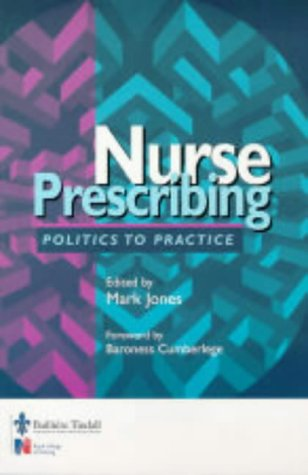 Nurse
Prescribing
POLITICS TO PRACTICE
Edited by
Mark Jones
Foreword by
Baroness Cumberlege
Baillière Tindall